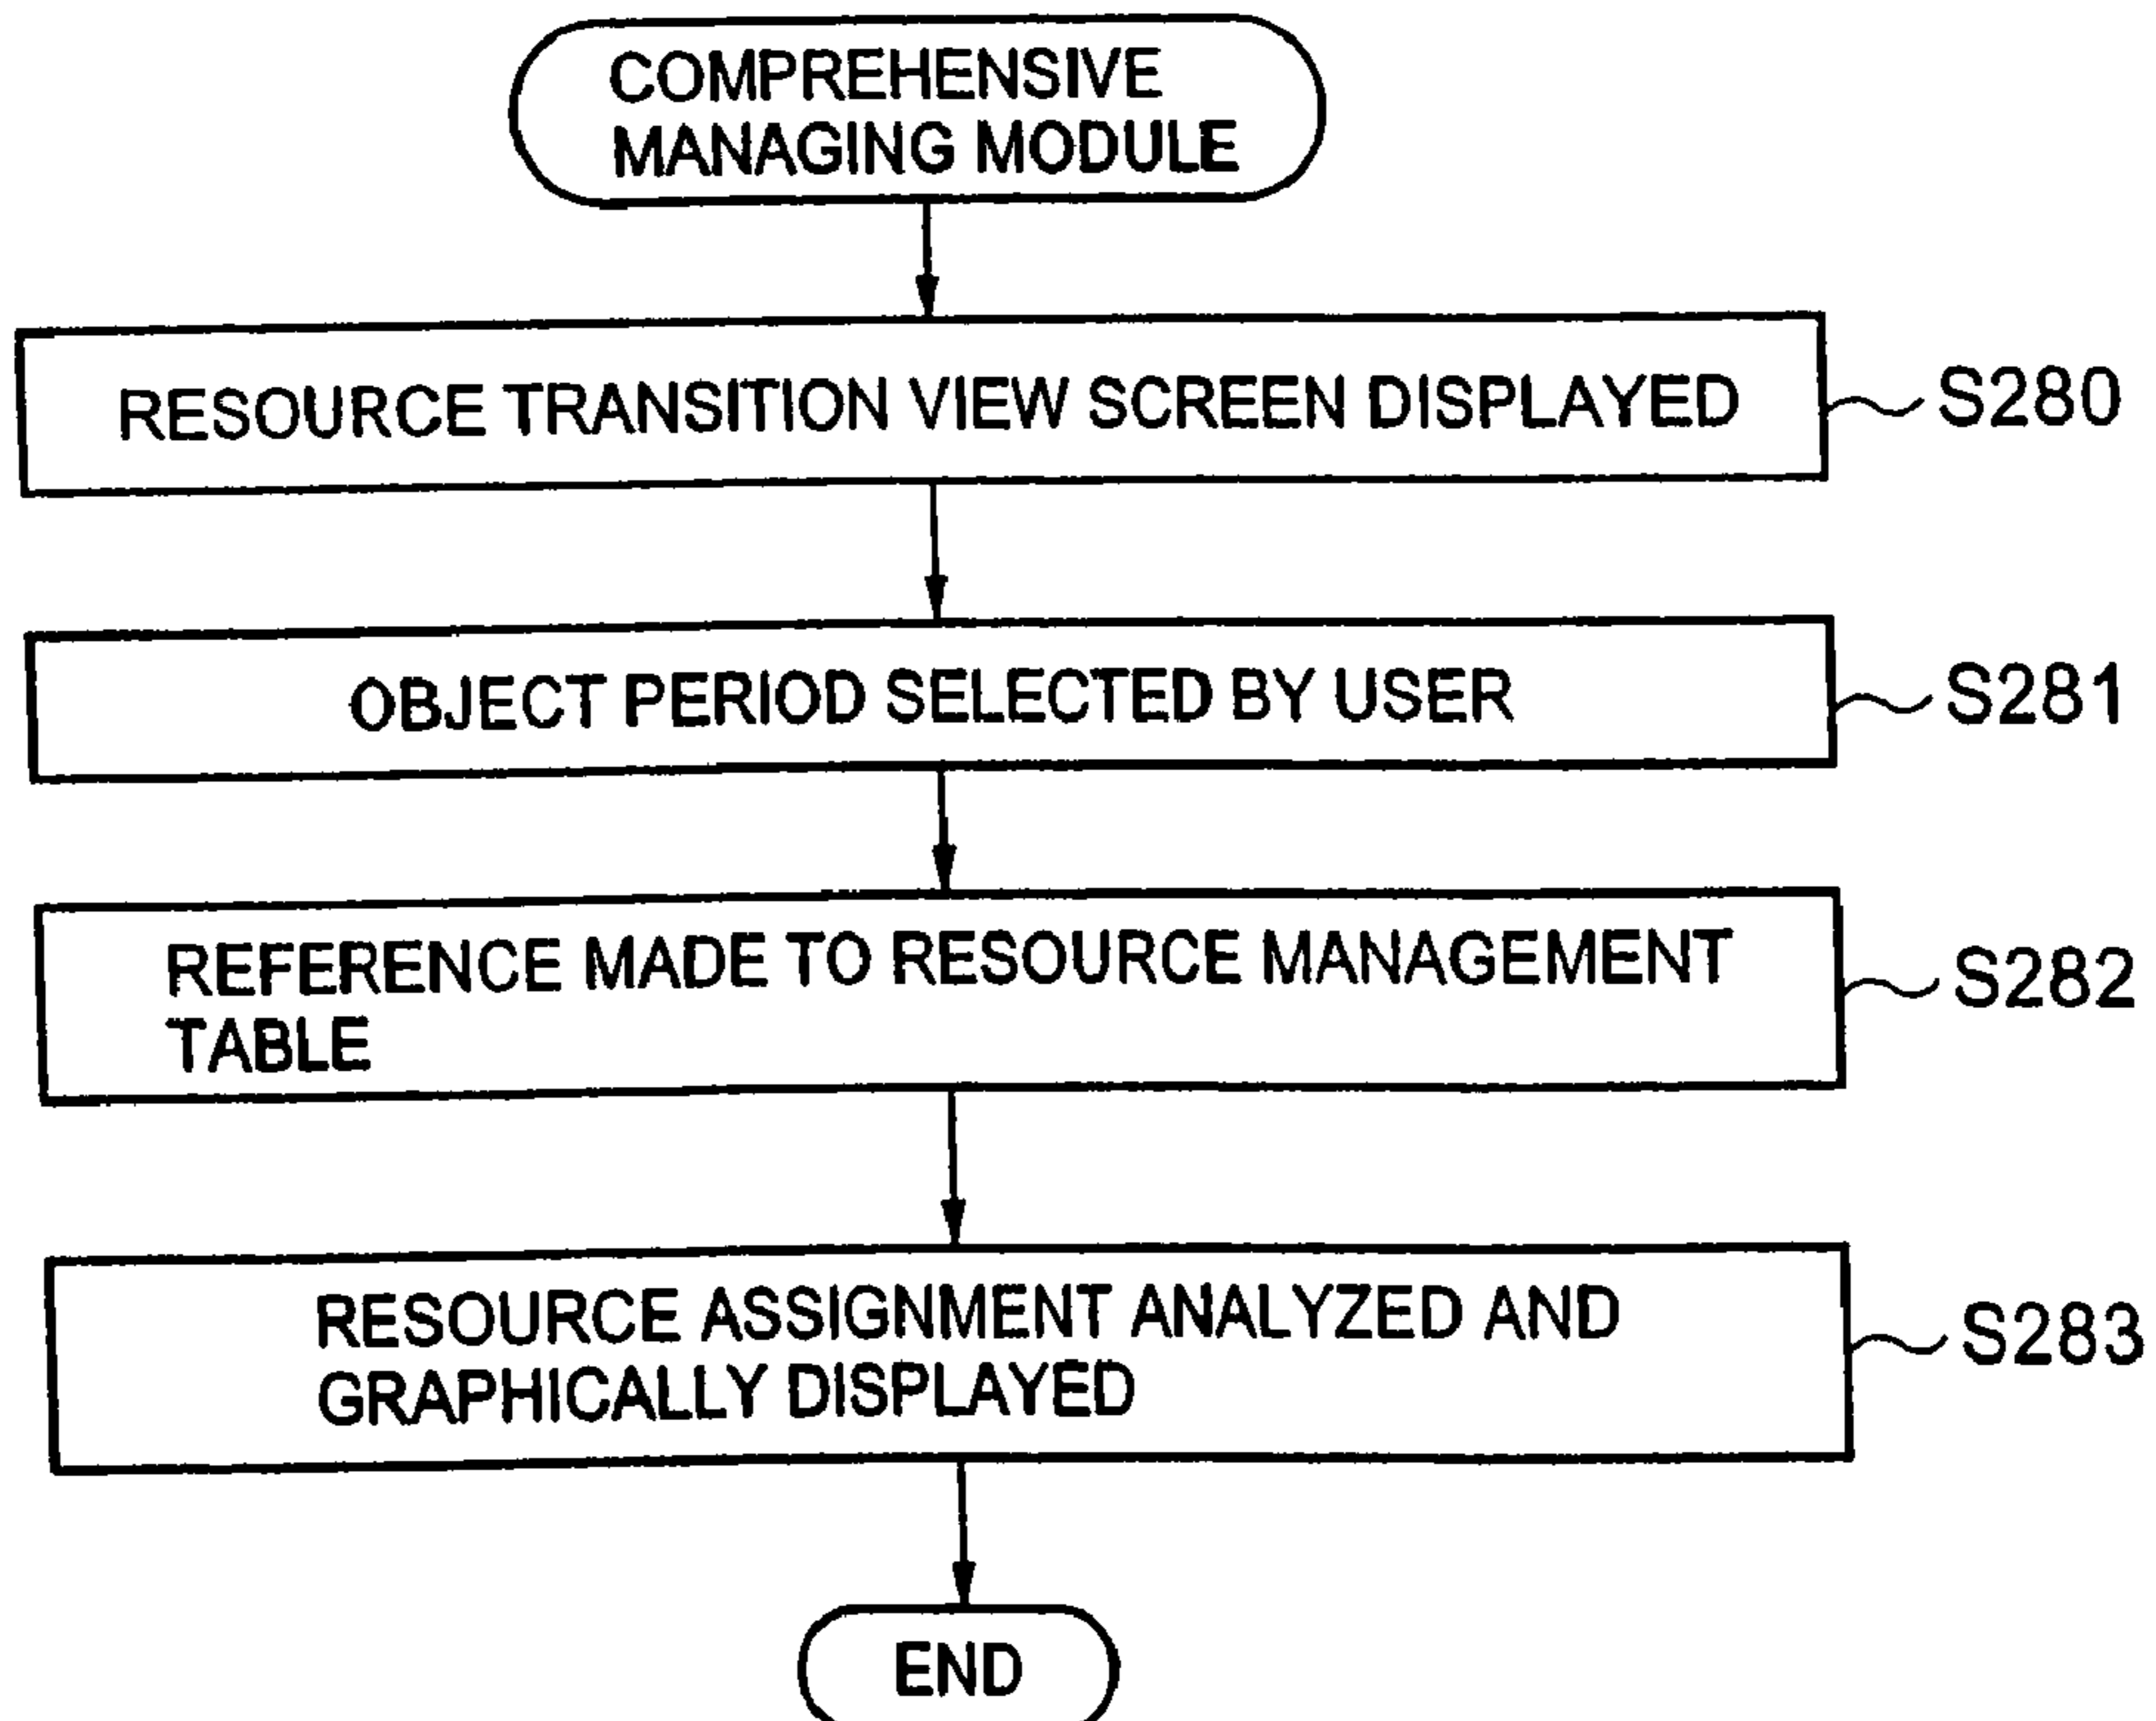 COMPREHENSIVE
MANAGING MODULE
RESOURCE TRANSITION VIEW SCREEN DISPLAYED
S280
OBJECT PERIOD SELECTED BY USER
S281
REFERENCE MADE TO RESOURCE MANAGEMENT
TABLE
S282
RESOURCE ASSIGNMENT ANALYZED AND
GRAPHICALLY DISPLAYED
S283
END